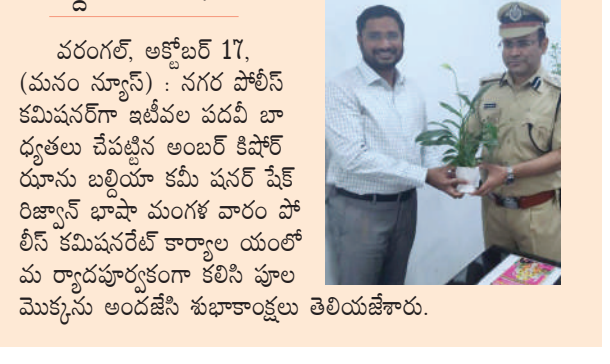 వరంగల్, అక్టోబర్ 17,
(మనం న్యూస్) : నగర పోలీస్
కమిషనర్‌గా ఇటీవల పదవీ బా
ధ్యతలు చేపట్టిన అంబర్ కిషోర్
ఝాను బల్దియా కమీ షనర్ షేక్
రిజ్వాన్ భాషా మంగళ వారం పో
లీస్ కమిషనరేట్ కార్యాల యంలో
మ ర్యాదపూర్వకంగా కలిసి పూల
మొక్కను అందజేసి శుభాకాంక్షలు తెలియజేశారు.